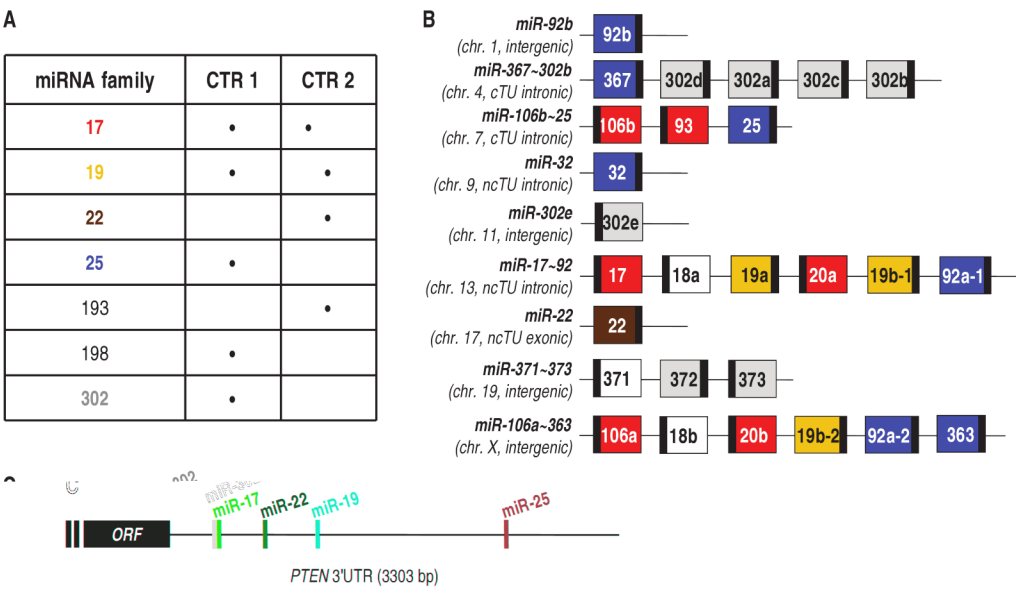 A
miRNA family CTR 1 CTR 2
17 • •
19 • •
22 •
25 •
193 •
198 •
302 •
B
miR-92b
(chr. 1, intergenic)
92b
miR-367~302b
(chr. 4, cTU intronic)
367 302d 302a 302c 302b
miR-106b~25
(chr. 7, cTU intronic)
106b 93 25
miR-32
(chr. 9, ncTU intronic)
32
miR-302e
(chr. 11, intergenic)
302e
miR-17~92
(chr. 13, ncTU intronic)
17 18a 19a 20a 19b-1 92a-1
miR-22
(chr. 17, ncTU exonic)
22
miR-371~373
(chr. 19, intergenic)
371 372 373
miR-106a~363
(chr. X, intergenic)
106a 18b 20b 19b-2 92a-2 363
miR-17 miR-22 miR-19 miR-25
ORF
PTEN 3'UTR (3303 bp)